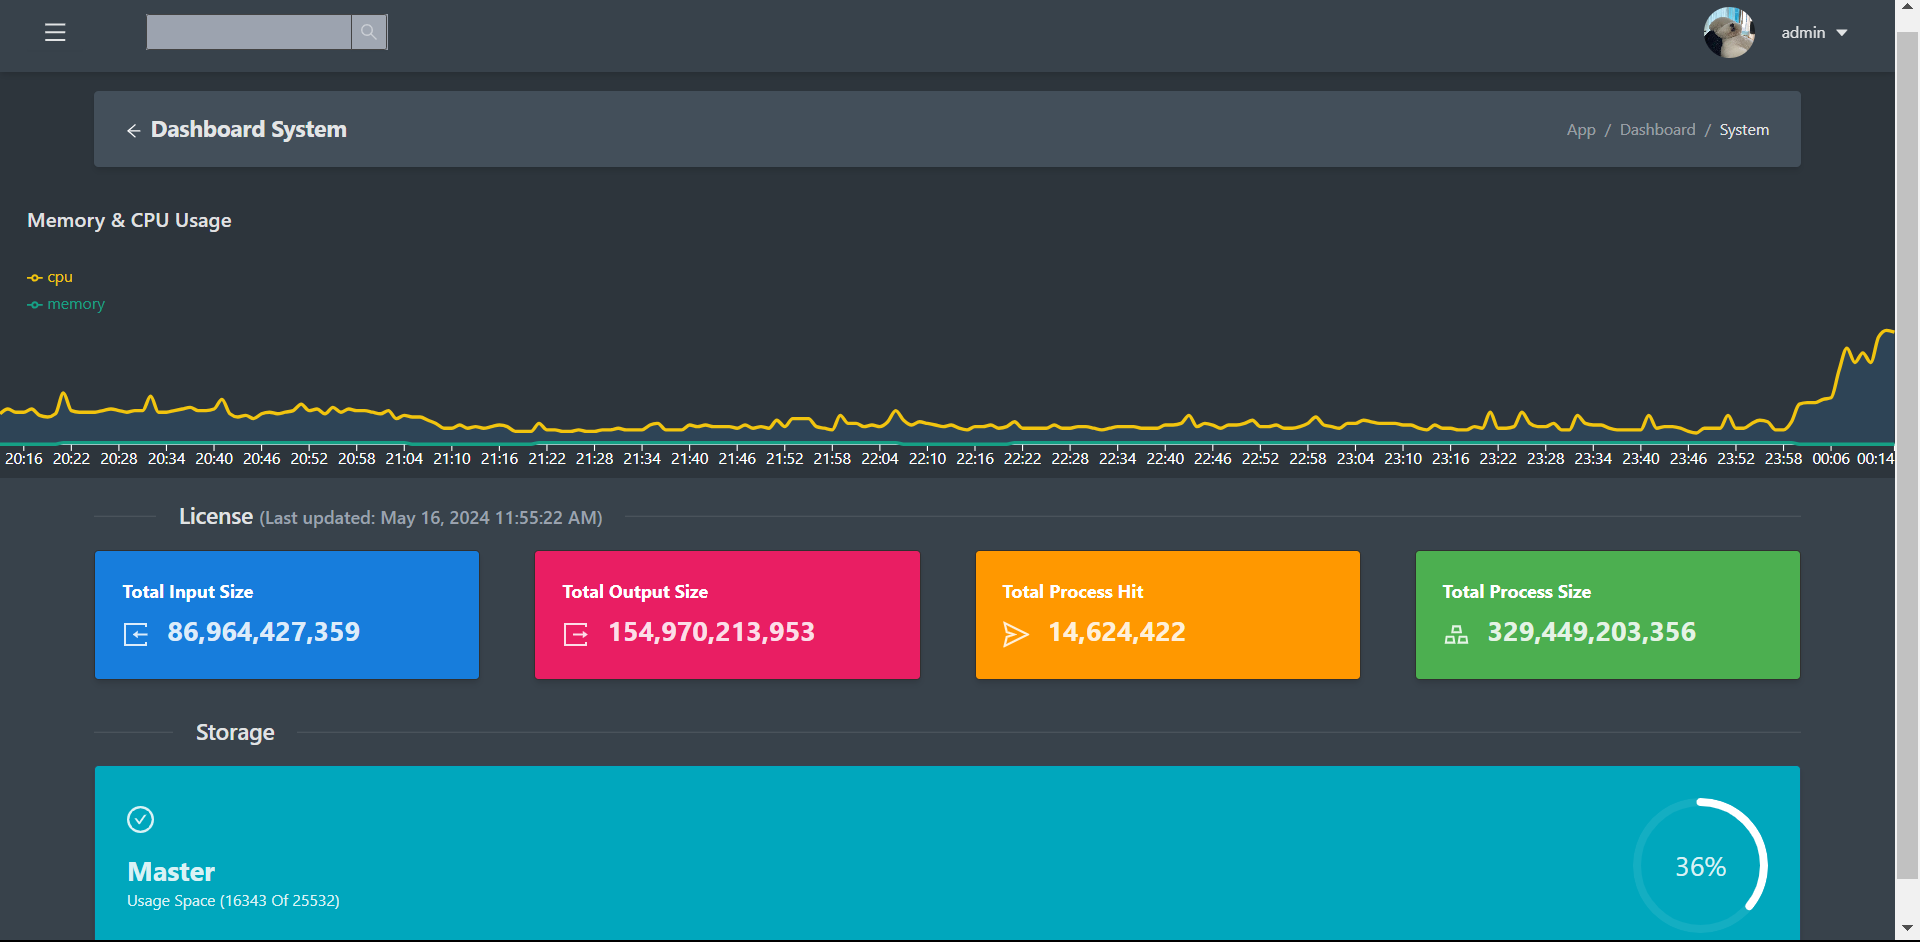 admin
Dashboard System
App / Dashboard / System
Memory & CPU Usage
cpu
memory
20:16 20:22 20:28 20:34 20:40 20:46 20:52 20:58 21:04 21:10 21:16 21:22 21:28 21:34 21:40 21:46 21:52 21:58 22:04 22:10 22:16 22:22 22:28 22:34 22:40 22:46 22:52 22:58 23:04 23:10 23:16 23:22 23:28 23:34 23:40 23:46 23:52 23:58 00:06 00:14
License (Last updated: May 16, 2024 11:55:22 AM)
Total Input Size
86,964,427,359
Total Output Size
154,970,213,953
Total Process Hit
14,624,422
Total Process Size
329,449,203,356
Storage
Master
Usage Space (16343 Of 25532)
36%